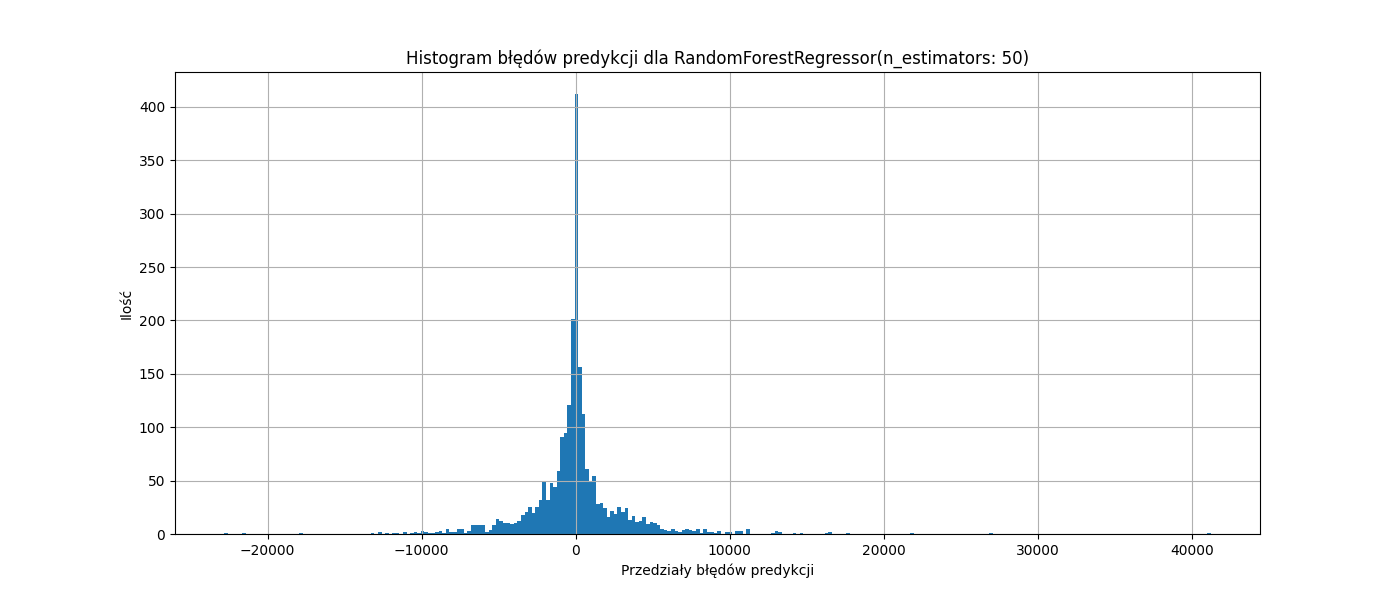 Histogram błędów predykcji dla RandomForestRegressor(n_estimators: 50)
400
350
300
250
200
150
100
50
0
Ilość
−20000 −10000 0 10000 20000 30000 40000
Przedziały błędów predykcji